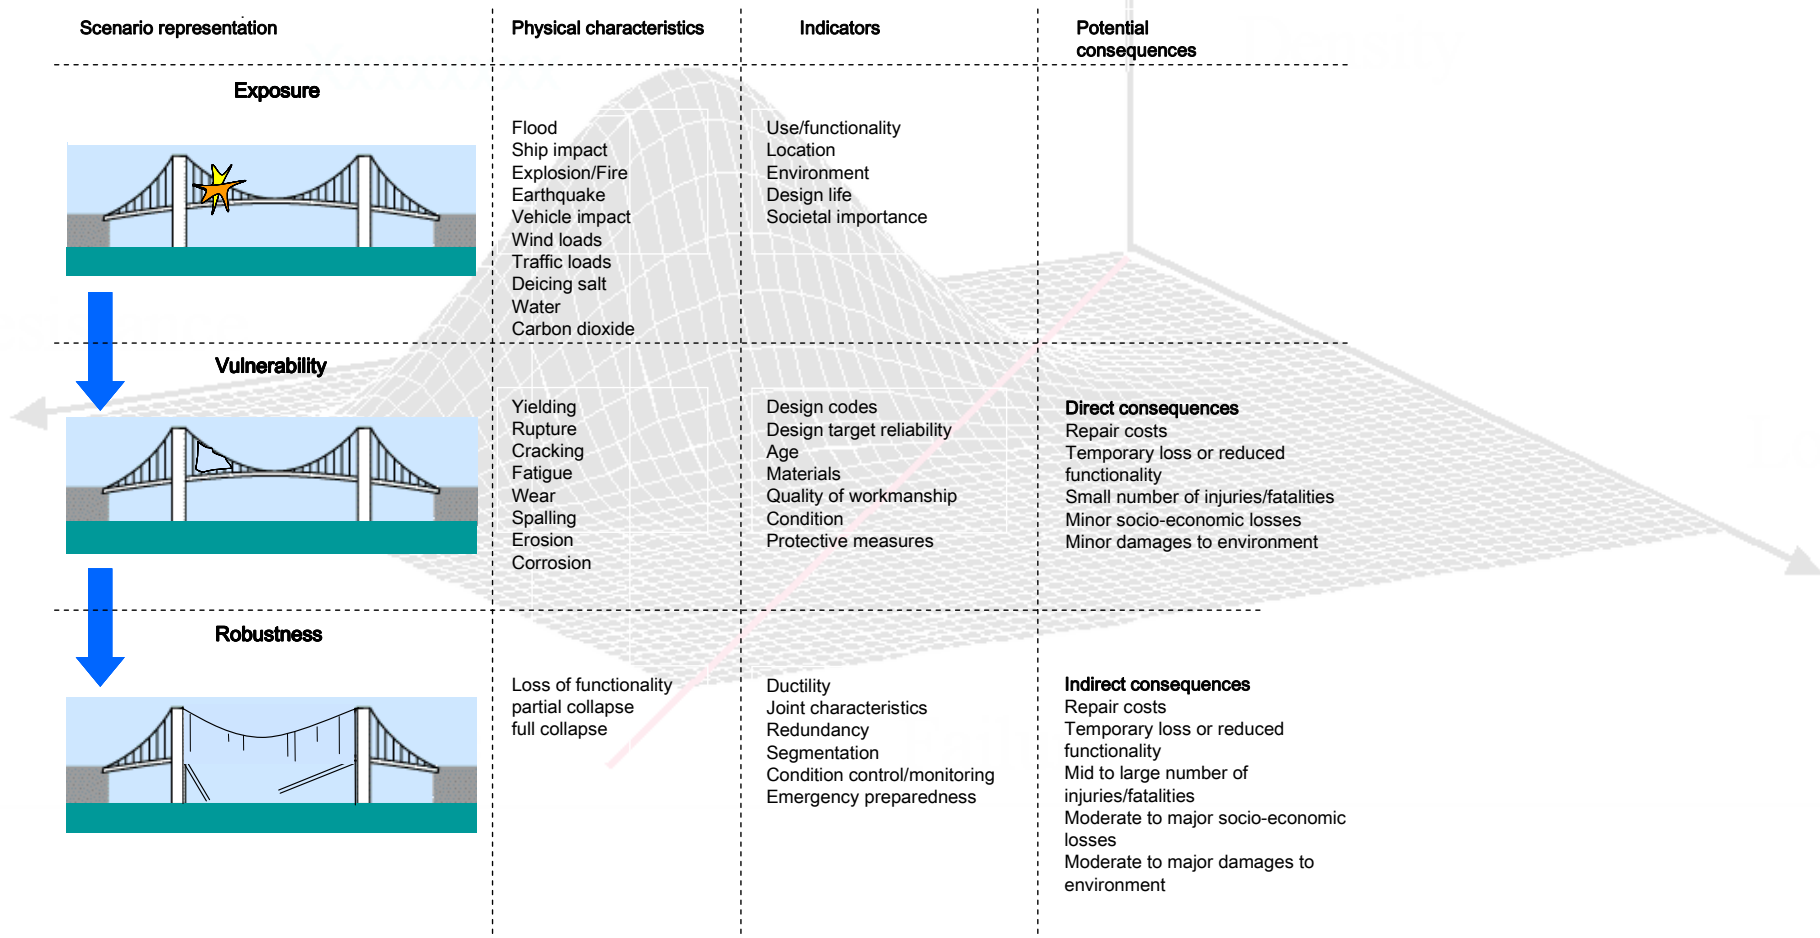 Scenario representation
Physical characteristics
Indicators
Potential
consequences
Exposure
Flood
Ship impact
Explosion/Fire
Earthquake
Vehicle impact
Wind loads
Traffic loads
Deicing salt
Water
Carbon dioxide
Use/functionality
Location
Environment
Design life
Societal importance
Vulnerability
Yielding
Rupture
Cracking
Fatigue
Wear
Spalling
Erosion
Corrosion
Design codes
Design target reliability
Age
Materials
Quality of workmanship
Condition
Protective measures
Direct consequences
Repair costs
Temporary loss or reduced
functionality
Small number of injuries/fatalities
Minor socio-economic losses
Minor damages to environment
Robustness
Loss of functionality
partial collapse
full collapse
Ductility
Joint characteristics
Redundancy
Segmentation
Condition control/monitoring
Emergency preparedness
Indirect consequences
Repair costs
Temporary loss or reduced
functionality
Mid to large number of
injuries/fatalities
Moderate to major socio-economic
losses
Moderate to major damages to
environment